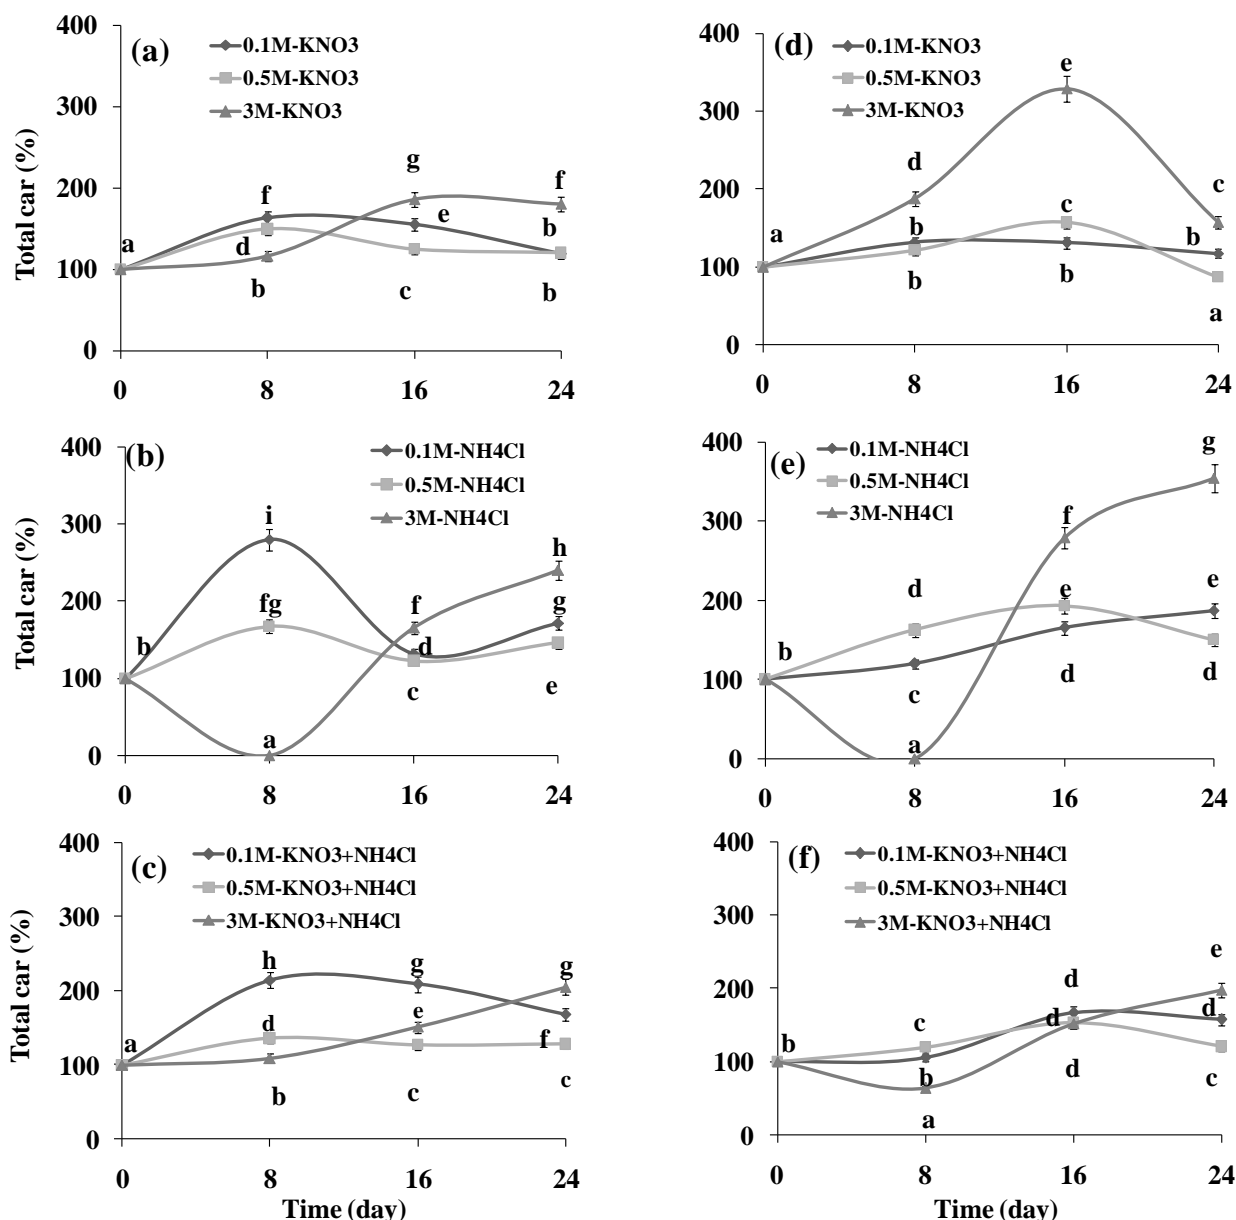 (a)
0.1M-KNO3
0.5M-KNO3
3M-KNO3
Total car (%)
400
300
200
100
0
a
f
d
b
g
e
c
f
b
b
0
8
16
24
(d)
0.1M-KNO3
0.5M-KNO3
3M-KNO3
400
300
200
100
0
a
d
b
b
e
c
b
c
b
a
0
8
16
24
(b)
0.1M-NH4Cl
0.5M-NH4Cl
3M-NH4Cl
Total car (%)
400
300
200
100
0
b
i
fg
a
f
d
c
h
g
e
0
8
16
24
(e)
0.1M-NH4Cl
0.5M-NH4Cl
3M-NH4Cl
400
300
200
100
0
b
d
c
a
f
e
d
g
e
d
0
8
16
24
(c)
0.1M-KNO3+NH4Cl
0.5M-KNO3+NH4Cl
3M-KNO3+NH4Cl
Total car (%)
400
300
200
100
0
a
h
d
b
g
e
c
g
f
c
0
8
16
24
Time (day)
(f)
0.1M-KNO3+NH4Cl
0.5M-KNO3+NH4Cl
3M-KNO3+NH4Cl
400
300
200
100
0
b
c
b
a
d
d
d
e
d
c
0
8
16
24
Time (day)